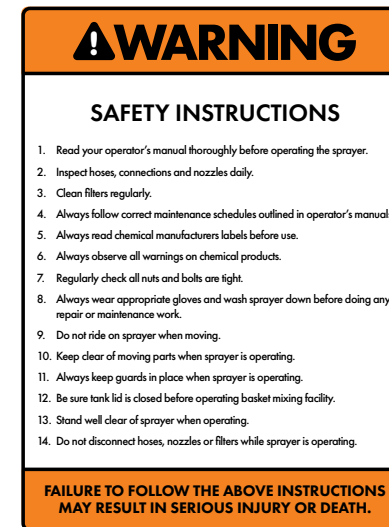 WARNING
SAFETY INSTRUCTIONS
1. Read your operator's manual thoroughly before operating the sprayer.
2. Inspect hoses, connections and nozzles daily.
3. Clean filters regularly.
4. Always follow correct maintenance schedules outlined in operator's manual
5. Always read chemical manufacturers labels before use.
6. Always observe all warnings on chemical products.
7. Regularly check all nuts and bolts are tight.
8. Always wear appropriate gloves and wash sprayer down before doing any
repair or maintenance work.
9. Do not ride on sprayer when moving.
10. Keep clear of moving parts when sprayer is operating.
11. Always keep guards in place when sprayer is operating.
12. Be sure tank lid is closed before operating basket mixing facility.
13. Stand well clear of sprayer when operating.
14. Do not disconnect hoses, nozzles or filters while sprayer is operating.
FAILURE TO FOLLOW THE ABOVE INSTRUCTIONS
MAY RESULT IN SERIOUS INJURY OR DEATH.